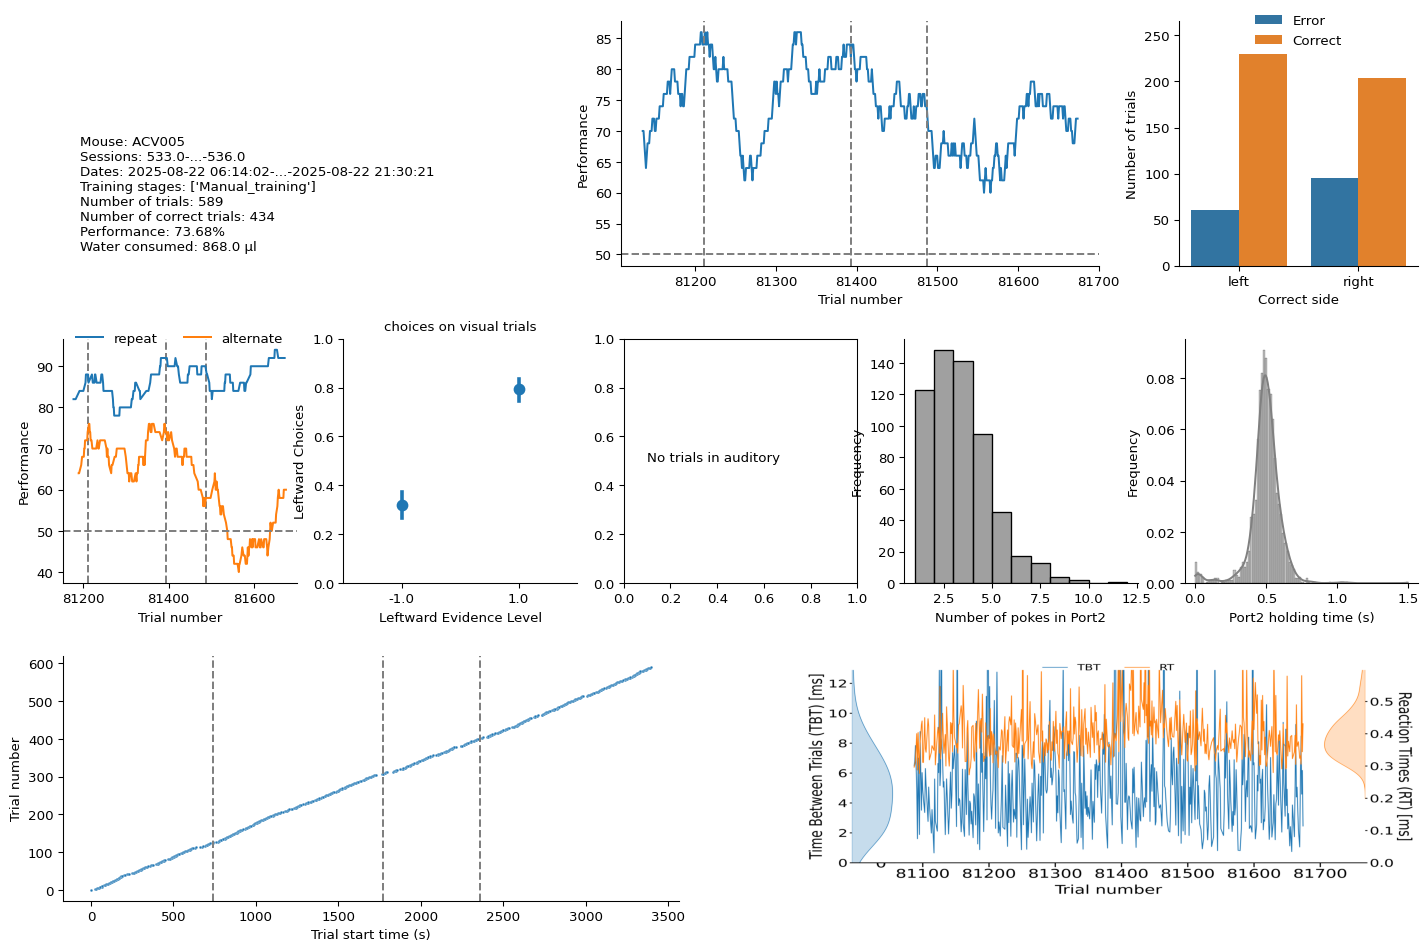 Mouse: ACV005
Sessions: 533.0-...-536.0
Dates: 2025-08-22 06:14:02-...-2025-08-22 21:30:21
Training stages: ['Manual_training']
Number of trials: 589
Number of correct trials: 434
Performance: 73.68%
Water consumed: 868.0 µl
Performance
85
80
75
70
65
60
55
50
81200 81300 81400 81500 81600 81700
Trial number
Error
Correct
Number of trials
250
200
150
100
50
0
left right
Correct side
repeat alternate
Performance
90
80
70
60
50
40
81200 81400 81600
Trial number
choices on visual trials
Leftward Choices
1.0
0.8
0.6
0.4
0.2
0.0
-1.0 1.0
Leftward Evidence Level
1.0
0.8
0.6
0.4
0.2
0.0
No trials in auditory
0.0 0.2 0.4 0.6 0.8 1.0
Frequency
140
120
100
80
60
40
20
0
2.5 5.0 7.5 10.0 12.5
Number of pokes in Port2
Frequency
0.08
0.06
0.04
0.02
0.00
0.0 0.5 1.0 1.5
Port2 holding time (s)
Trial number
600
500
400
300
200
100
0
0 500 1000 1500 2000 2500 3000 3500
Trial start time (s)
TBT RT
Time Between Trials (TBT) [ms]
12
10
8
6
4
2
0
0
81100 81200 81300 81400 81500 81600 81700
Trial number
0.5
0.4
0.3
0.2
0.1
0.0
Reaction Times (RT) [ms]